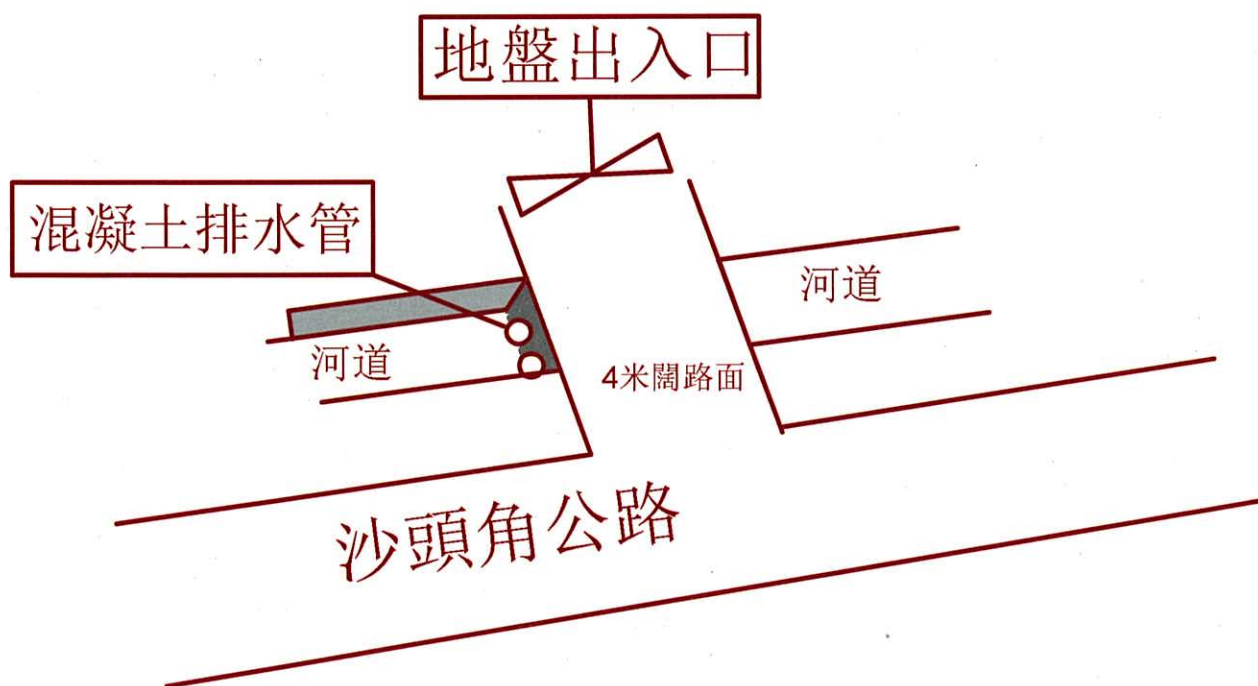 地盤出入口
混凝土排水管
河道
河道
4米闊路面
沙頭角公路